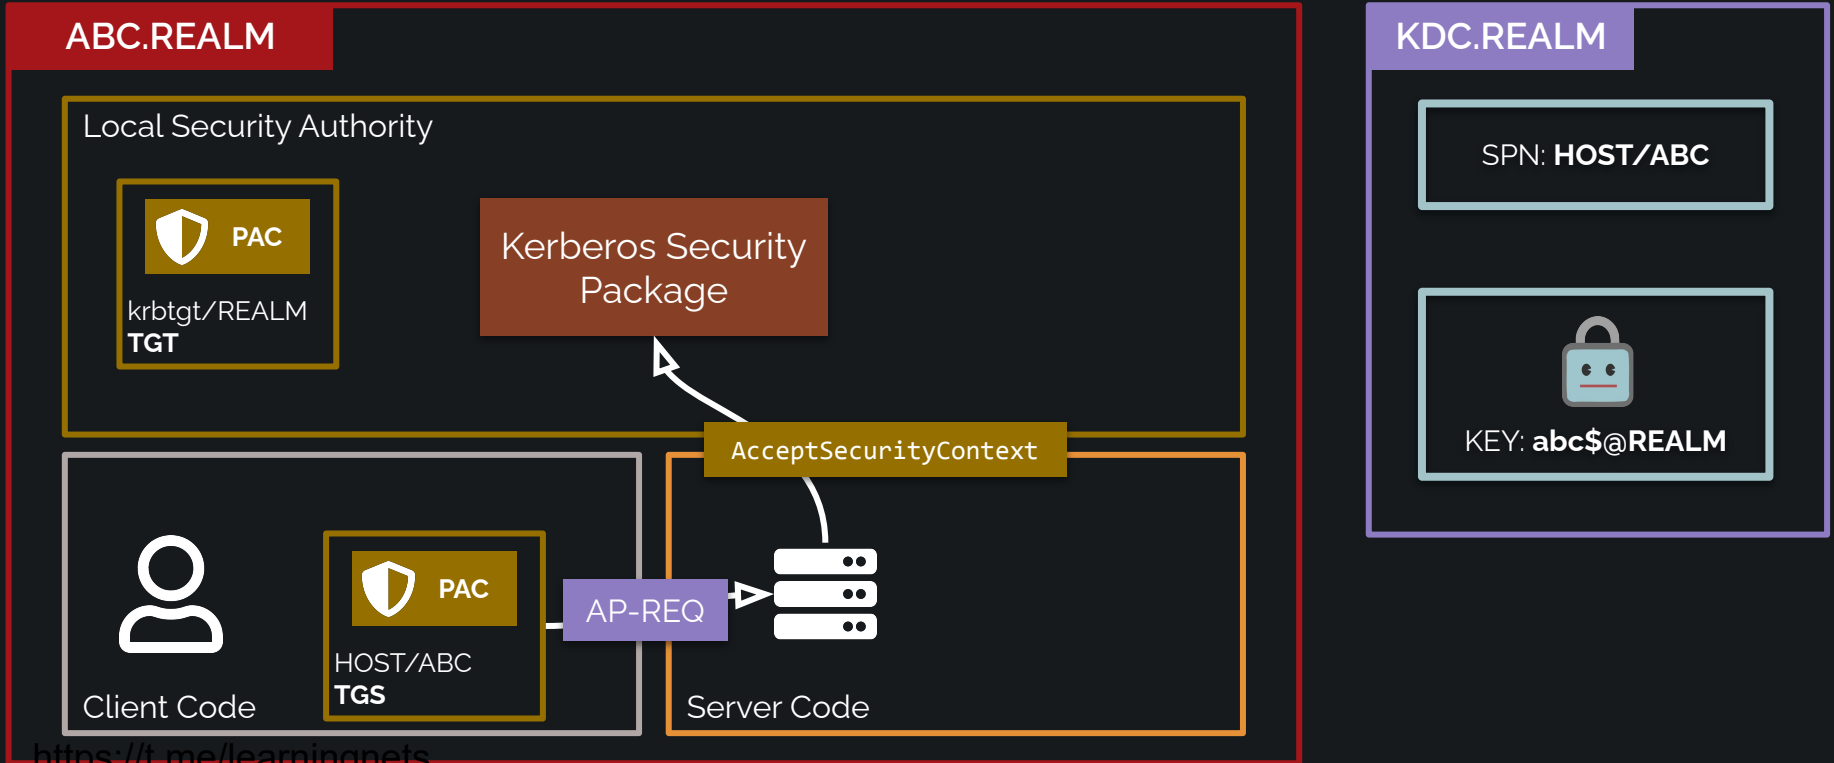 ABC.REALM
KDC.REALM
Local Security Authority
PAC
krbtgt/REALM
TGT
Kerberos Security
Package
AcceptSecurityContext
PAC
HOST/ABC
TGS
Client Code
AP-REQ
Server Code
SPN: HOST/ABC
KEY: abc$@REALM
https://t.me/learningnets